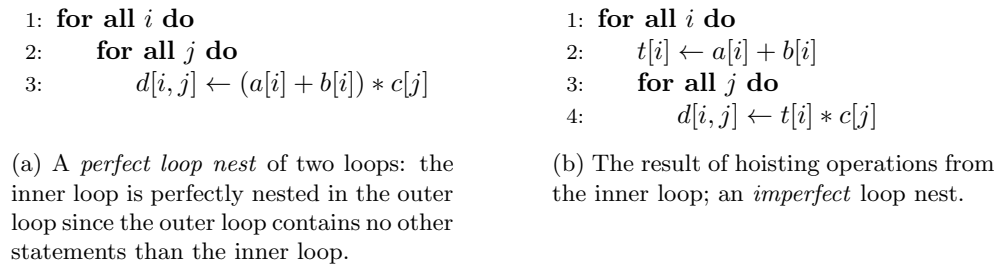 1: for all i do
2: for all j do
3: d[i, j] ← (a[i] + b[i]) ∗ c[j]
(a) A perfect loop nest of two loops: the
inner loop is perfectly nested in the outer
loop since the outer loop contains no other
statements than the inner loop.
1: for all i do
2: t[i] ← a[i] + b[i]
3: for all j do
4: d[i, j] ← t[i] ∗ c[j]
(b) The result of hoisting operations from
the inner loop; an imperfect loop nest.